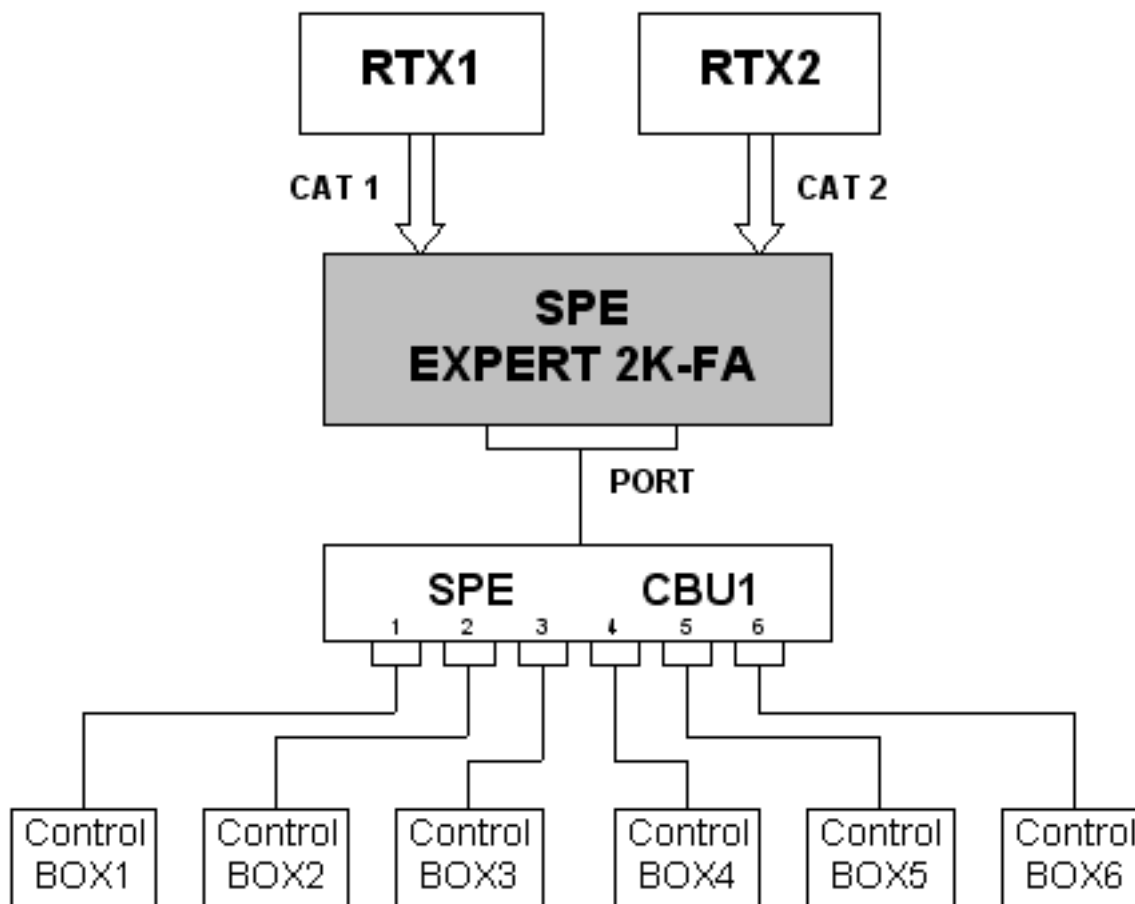 RTX1 RTX2
CAT 1 CAT 2
SPE
EXPERT 2K-FA
PORT
SPE CBU1
1 2 3 4 5 6
Control
BOX1
Control
BOX2
Control
BOX3
Control
BOX4
Control
BOX5
Control
BOX6